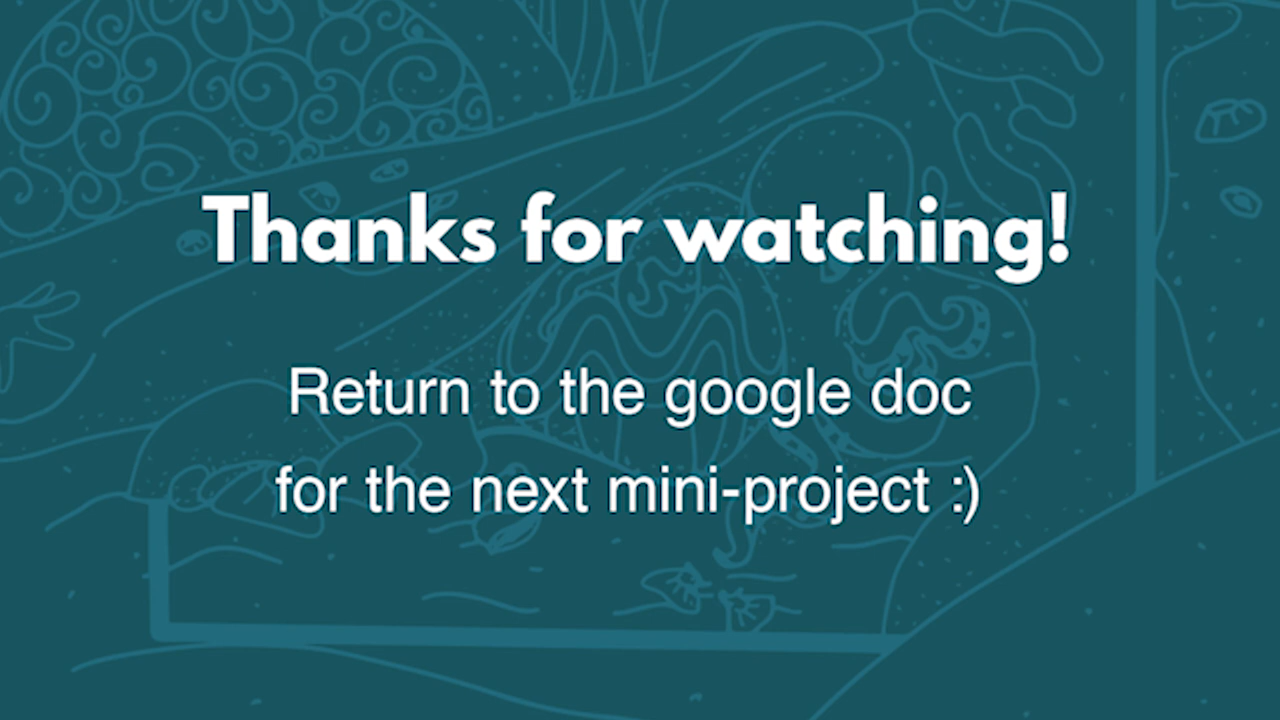 Thanks for watching!
Return to the google doc
for the next mini-project :)